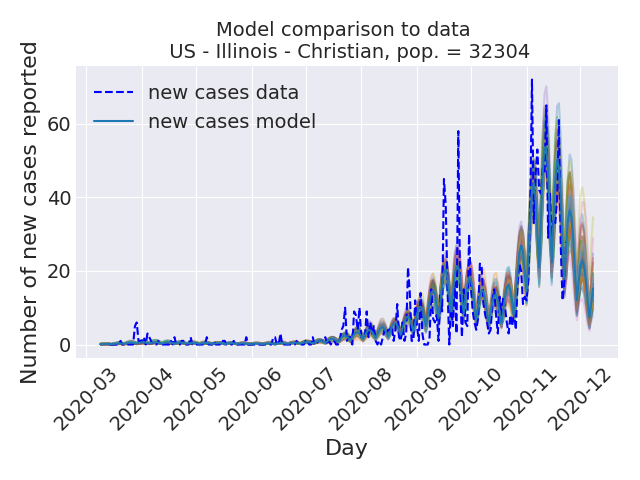 Model comparison to data
US - Illinois - Christian, pop. = 32304
Number of new cases reported
new cases data
new cases model
60
40
20
0
2020-03
2020-04
2020-05
2020-06
2020-07
2020-08
2020-09
2020-10
2020-11
2020-12
Day